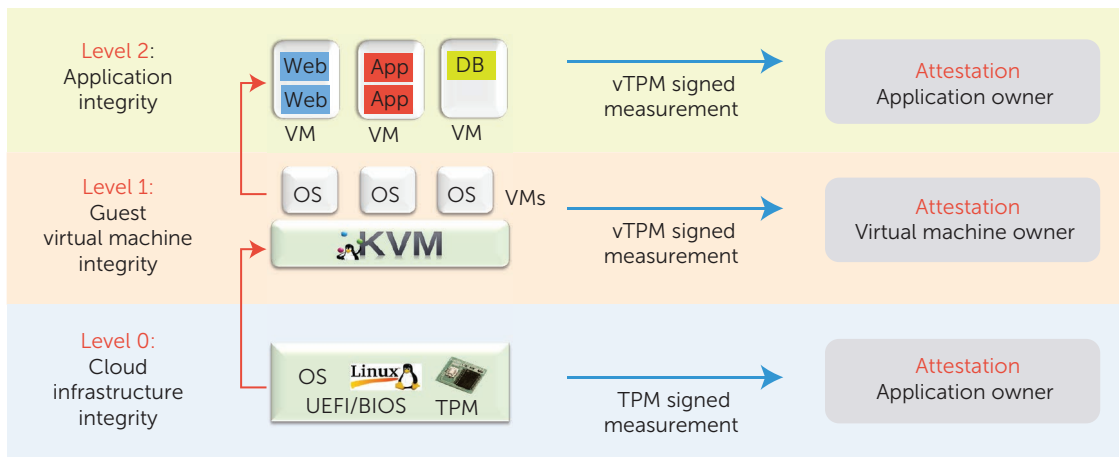 Level 2:
Application
integrity
Web
App
DB
Web
App
VM
VM
VM
vTPM signed
measurement
Attestation
Application owner
Level 1:
Guest
virtual machine
integrity
OS
OS
OS
VMs
KVM
vTPM signed
measurement
Attestation
Virtual machine owner
Level 0:
Cloud
infrastructure
integrity
OS
Linux
UEFI/BIOS
TPM
TPM signed
measurement
Attestation
Application owner